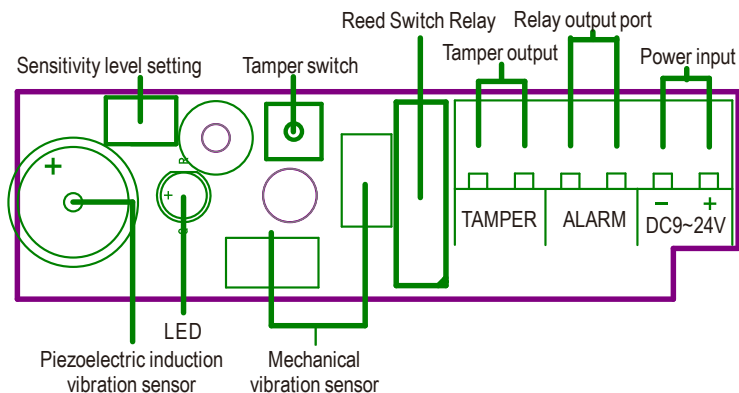 Reed Switch Relay
Relay output port
Sensitivity level setting
Tamper switch
Tamper output
Power input
+
R
+
G
TAMPER
ALARM
− +
DC9~24V
LED
Piezoelectric induction
vibration sensor
Mechanical
vibration sensor